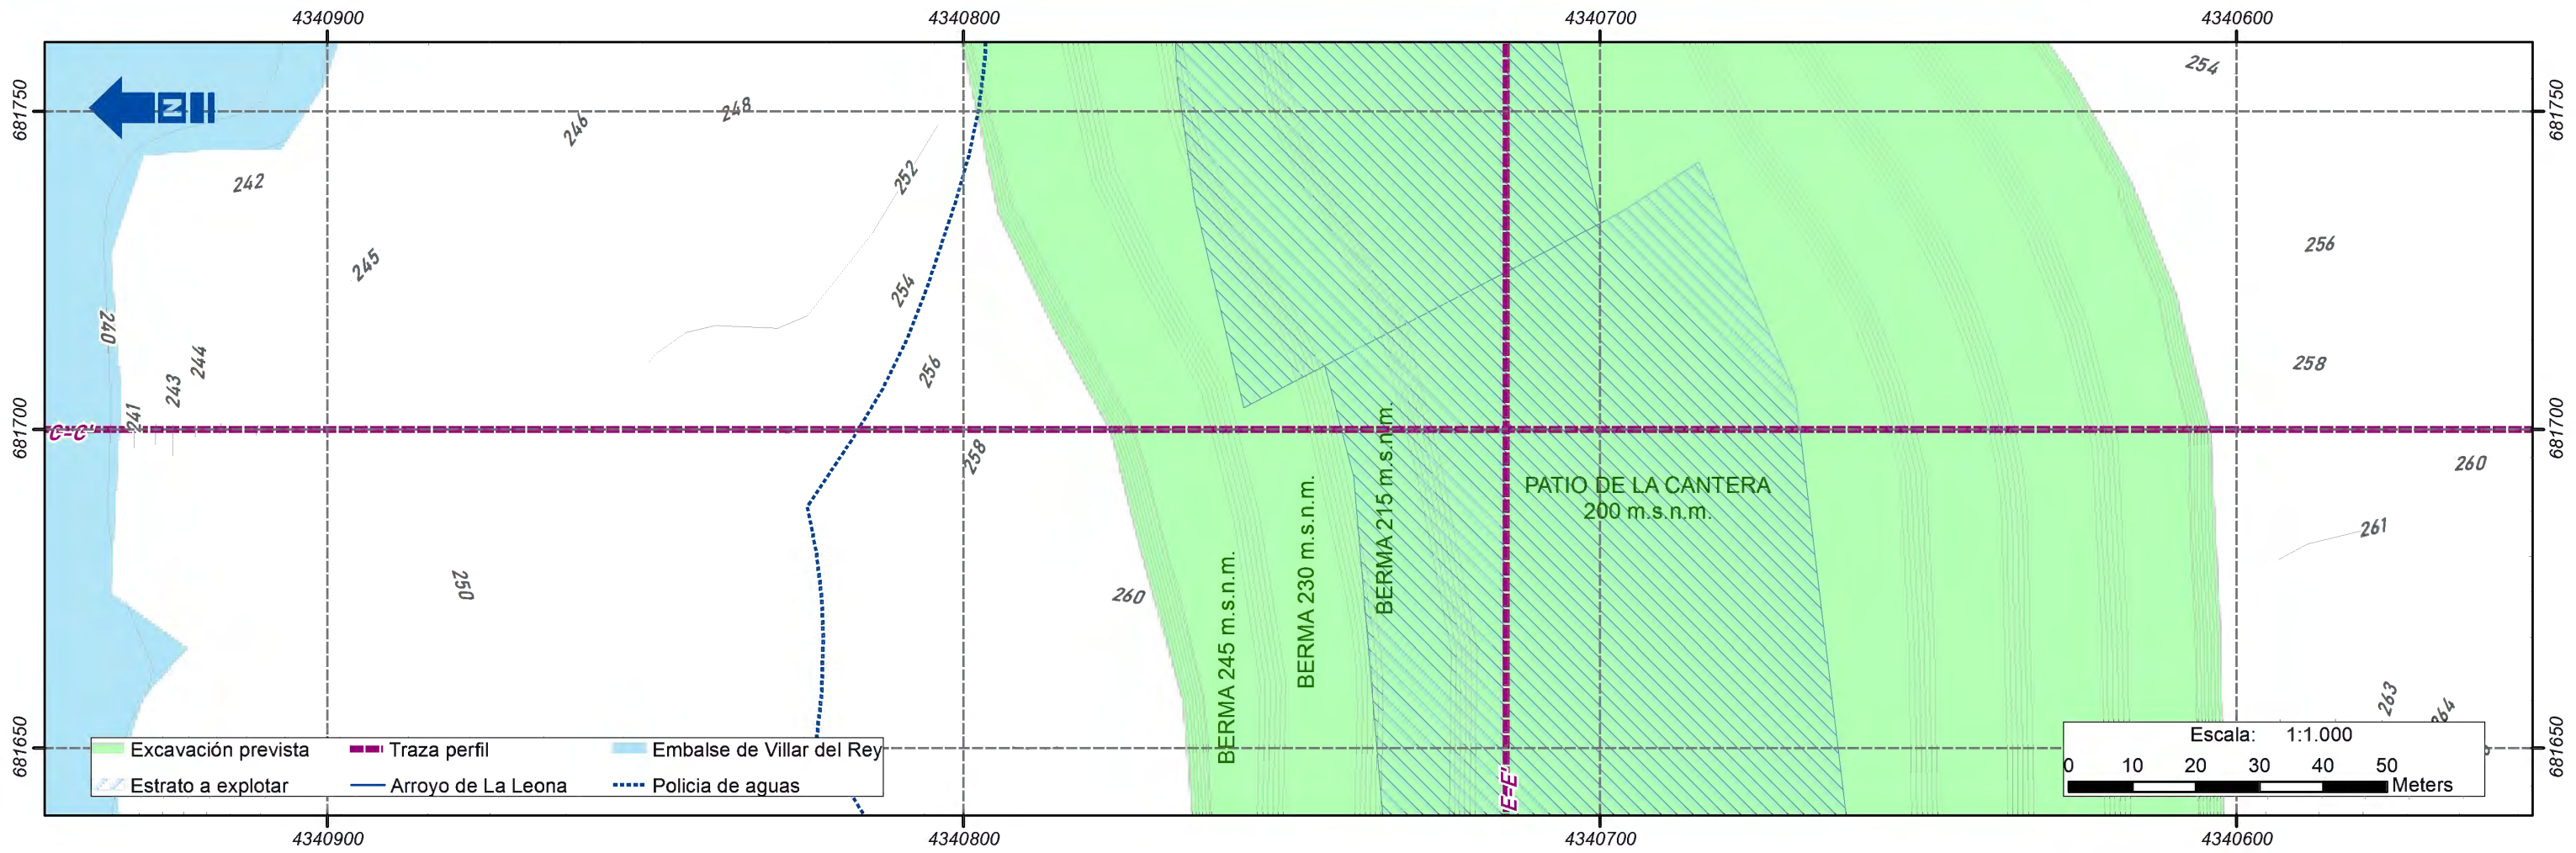 4340900 4340800 4340700 4340600
681750 681750
N
254
248
246
252
242
256
245
254
240
244
256
258
243
241
C-C'
681700 681700
258
260
PATIO DE LA CANTERA
200 m.s.n.m.
BERMA 215 m.s.n.m.
BERMA 230 m.s.n.m.
BERMA 245 m.s.n.m.
261
250
260
263
264
E-E'
681650 681650
Excavación prevista
Traza perfil
Embalse de Villar del Rey
Estrato a explotar
Arroyo de La Leona
Policia de aguas
Escala: 1:1.000
0 10 20 30 40 50
Meters
4340900 4340800 4340700 4340600